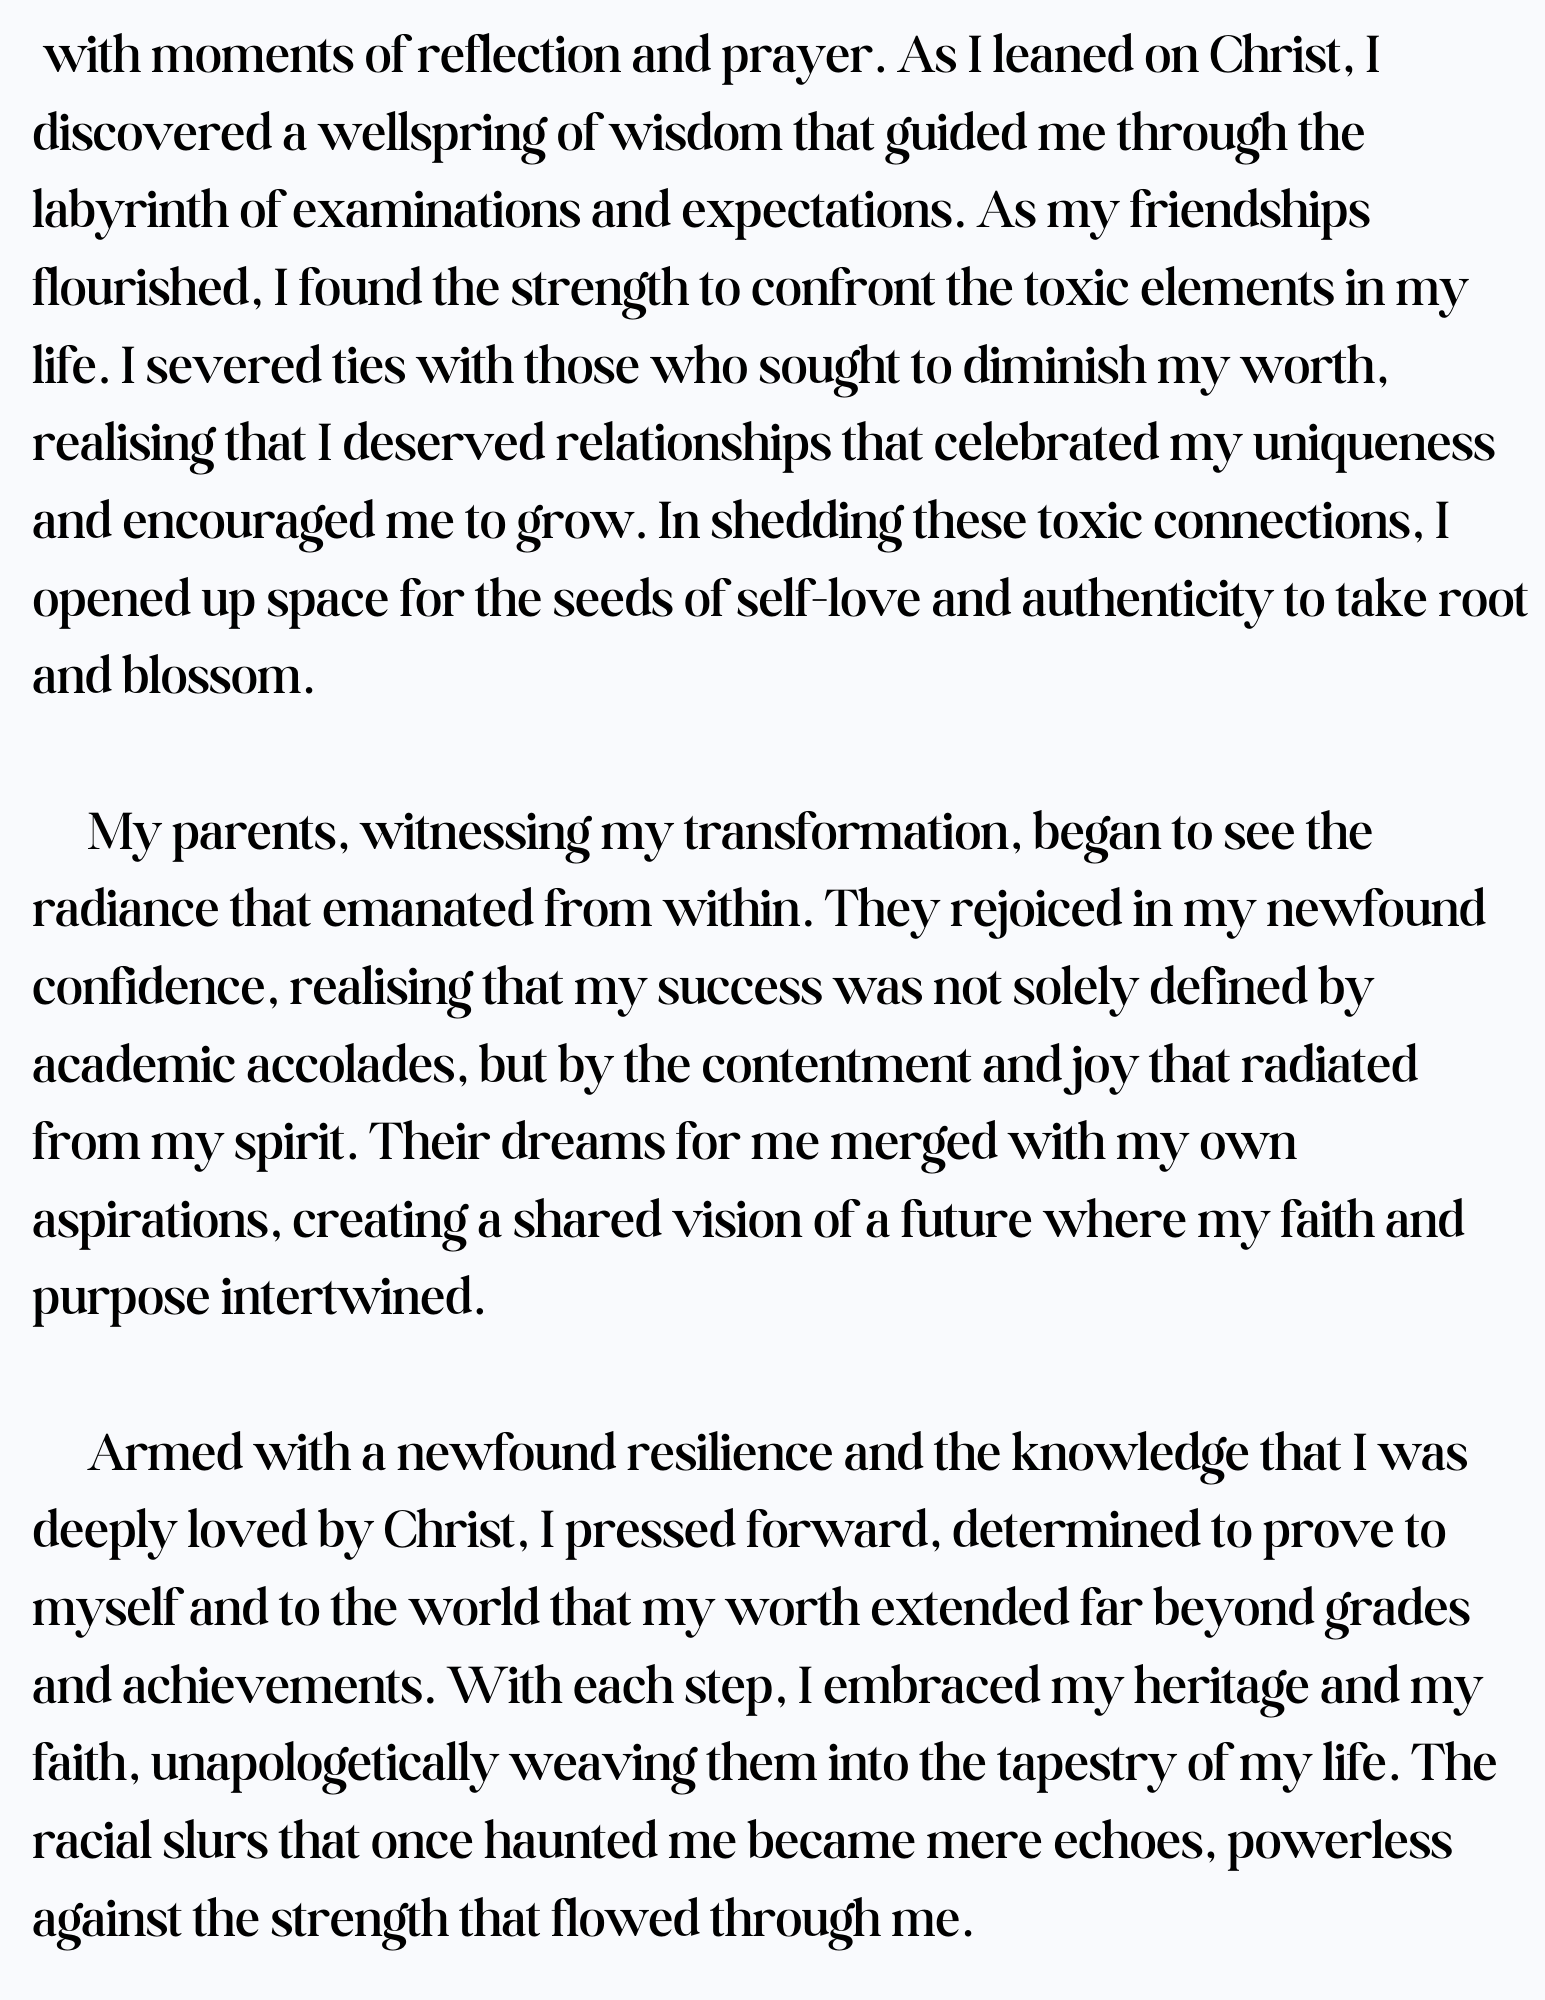 with moments of reflection and prayer. As I leaned on Christ, I
discovered a wellspring of wisdom that guided me through the
labyrinth of examinations and expectations. As my friendships
flourished, I found the strength to confront the toxic elements in my
life. I severed ties with those who sought to diminish my worth,
realising that I deserved relationships that celebrated my uniqueness
and encouraged me to grow. In shedding these toxic connections, I
opened up space for the seeds of self-love and authenticity to take root
and blossom.
My parents, witnessing my transformation, began to see the
radiance that emanated from within. They rejoiced in my newfound
confidence, realising that my success was not solely defined by
academic accolades, but by the contentment and joy that radiated
from my spirit. Their dreams for me merged with my own
aspirations, creating a shared vision of a future where my faith and
purpose intertwined.
Armed with a newfound resilience and the knowledge that I was
deeply loved by Christ, I pressed forward, determined to prove to
myself and to the world that my worth extended far beyond grades
and achievements. With each step, I embraced my heritage and my
faith, unapologetically weaving them into the tapestry of my life. The
racial slurs that once haunted me became mere echoes, powerless
against the strength that flowed through me.